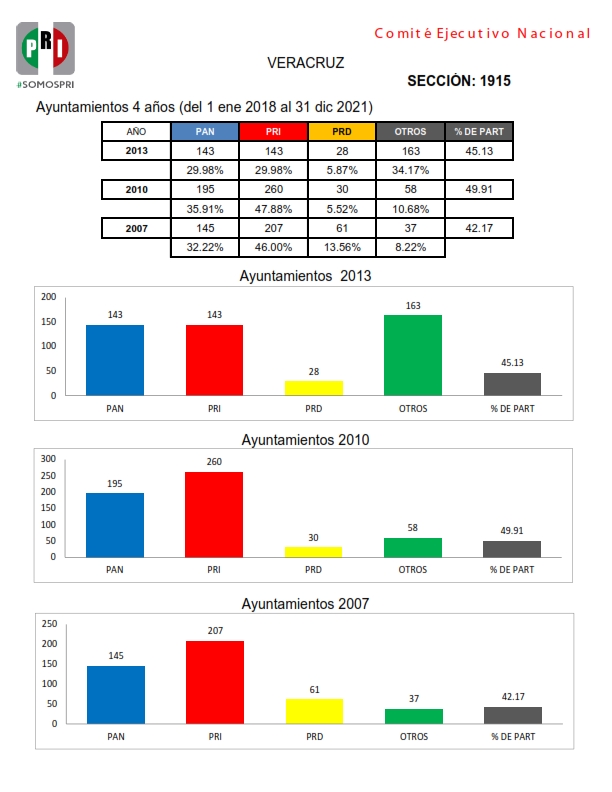 Comité Ejecutivo Nacional
PRI
#SOMOSPRI
VERACRUZ
SECCIÓN: 1915
Ayuntamientos 4 años (del 1 ene 2018 al 31 dic 2021)
AÑO PAN PRI PRD OTROS % DE PART
2013 143 143 28 163 45.13
29.98% 29.98% 5.87% 34.17%
2010 195 260 30 58 49.91
35.91% 47.88% 5.52% 10.68%
2007 145 207 61 37 42.17
32.22% 46.00% 13.56% 8.22%
Ayuntamientos 2013
200
150
100
50
0
143 143 28 163 45.13
PAN PRI PRD OTROS % DE PART
Ayuntamientos 2010
300
250
200
150
100
50
0
195 260 30 58 49.91
PAN PRI PRD OTROS % DE PART
Ayuntamientos 2007
250
200
150
100
50
0
145 207 61 37 42.17
PAN PRI PRD OTROS % DE PART